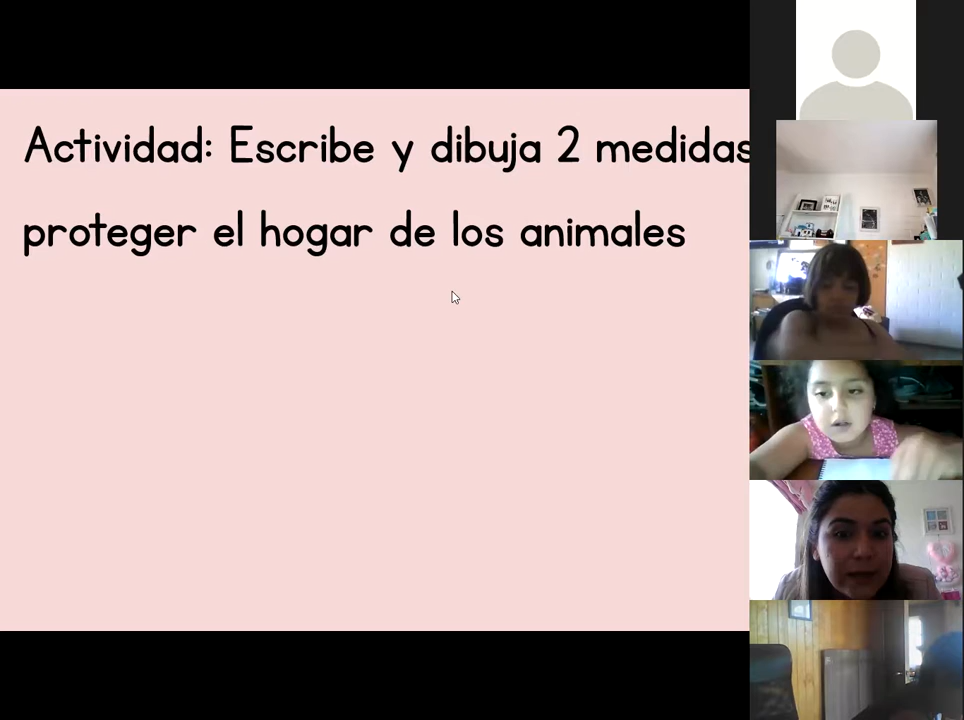 Actividad: Escribe y dibuja 2 medidas
proteger el hogar de los animales